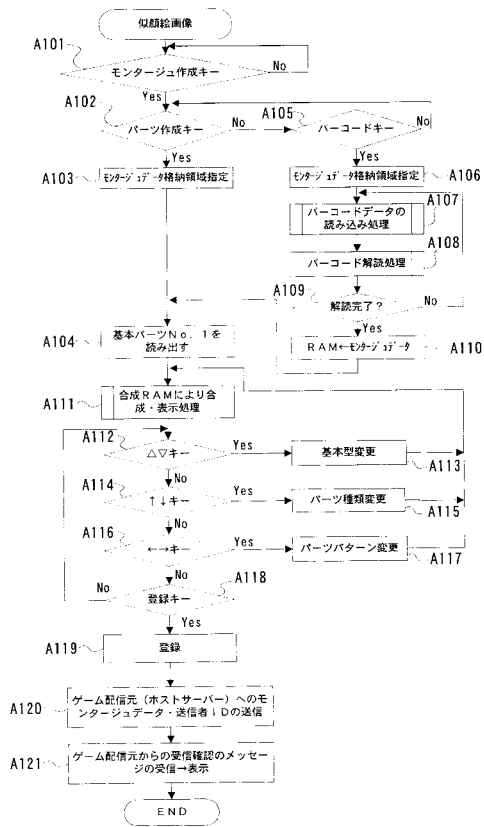 似顔絵画像
A101
モンタージュ作成キー
No
Yes
A102
パーツ作成キー
No
A105
バーコードキー
No
Yes
Yes
A103
モンタージュデータ格納領域指定
モンタージュデータ格納領域指定
A106
バーコードデータの
読み込み処理
A107
バーコード解読処理
A108
A109
解読完了?
No
Yes
RAM←モンタージュデータ
A110
A104
基本パーツNo.1を
読み出す
A111
合成RAMにより合
成・表示処理
A112
△▽キー
Yes
基本型変更
A113
No
A114
↑↓キー
Yes
パーツ種類変更
A115
No
A116
←→キー
Yes
パーツパターン変更
A117
No
A118
No
登録キー
Yes
A119
登録
A120
ゲーム配信元(ホストサーバー)へのモ
ンタージュデータ・送信者IDの送信
A121
ゲーム配信元からの受信確認のメッセー
ジの受信→表示
END